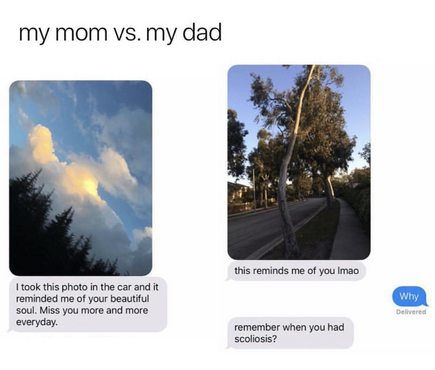 my mom vs. my dad
I took this photo in the car and it
reminded me of your beautiful
soul. Miss you more and more
everyday.
this reminds me of you lmao
Why
Delivered
remember when you had
scoliosis?